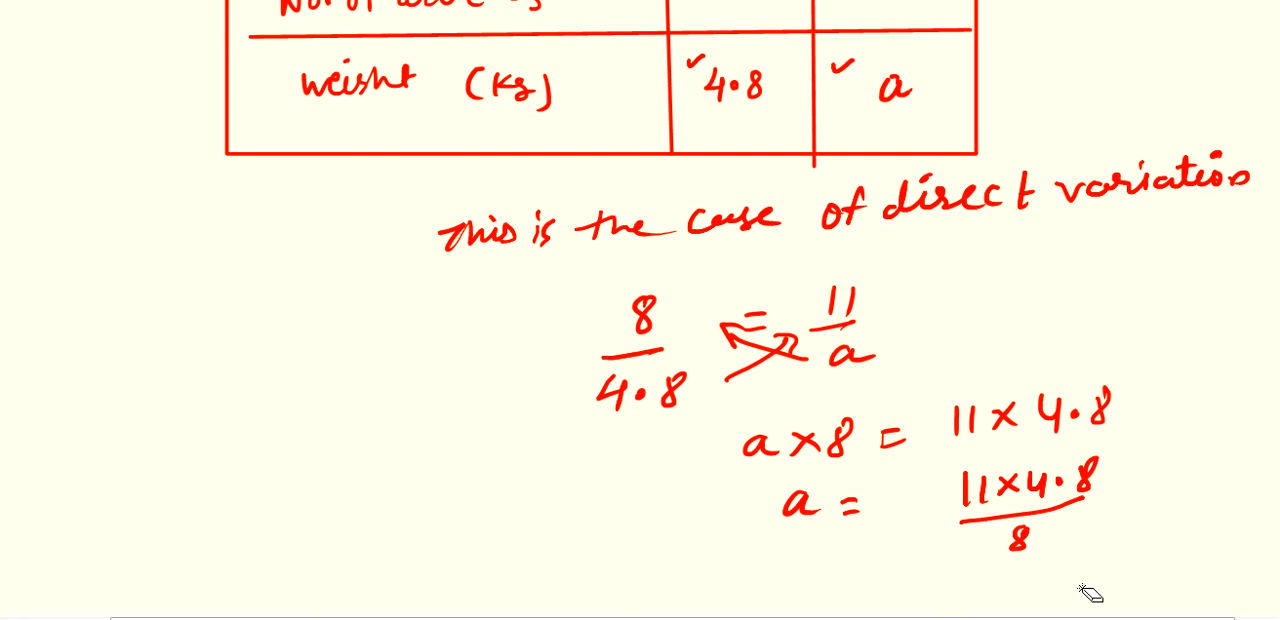 weight (Kg) 4.8 a
This is the case of direct variation
8/4.8 = 11/a
a × 8 = 11 × 4.8
a = 11 × 4.8/8